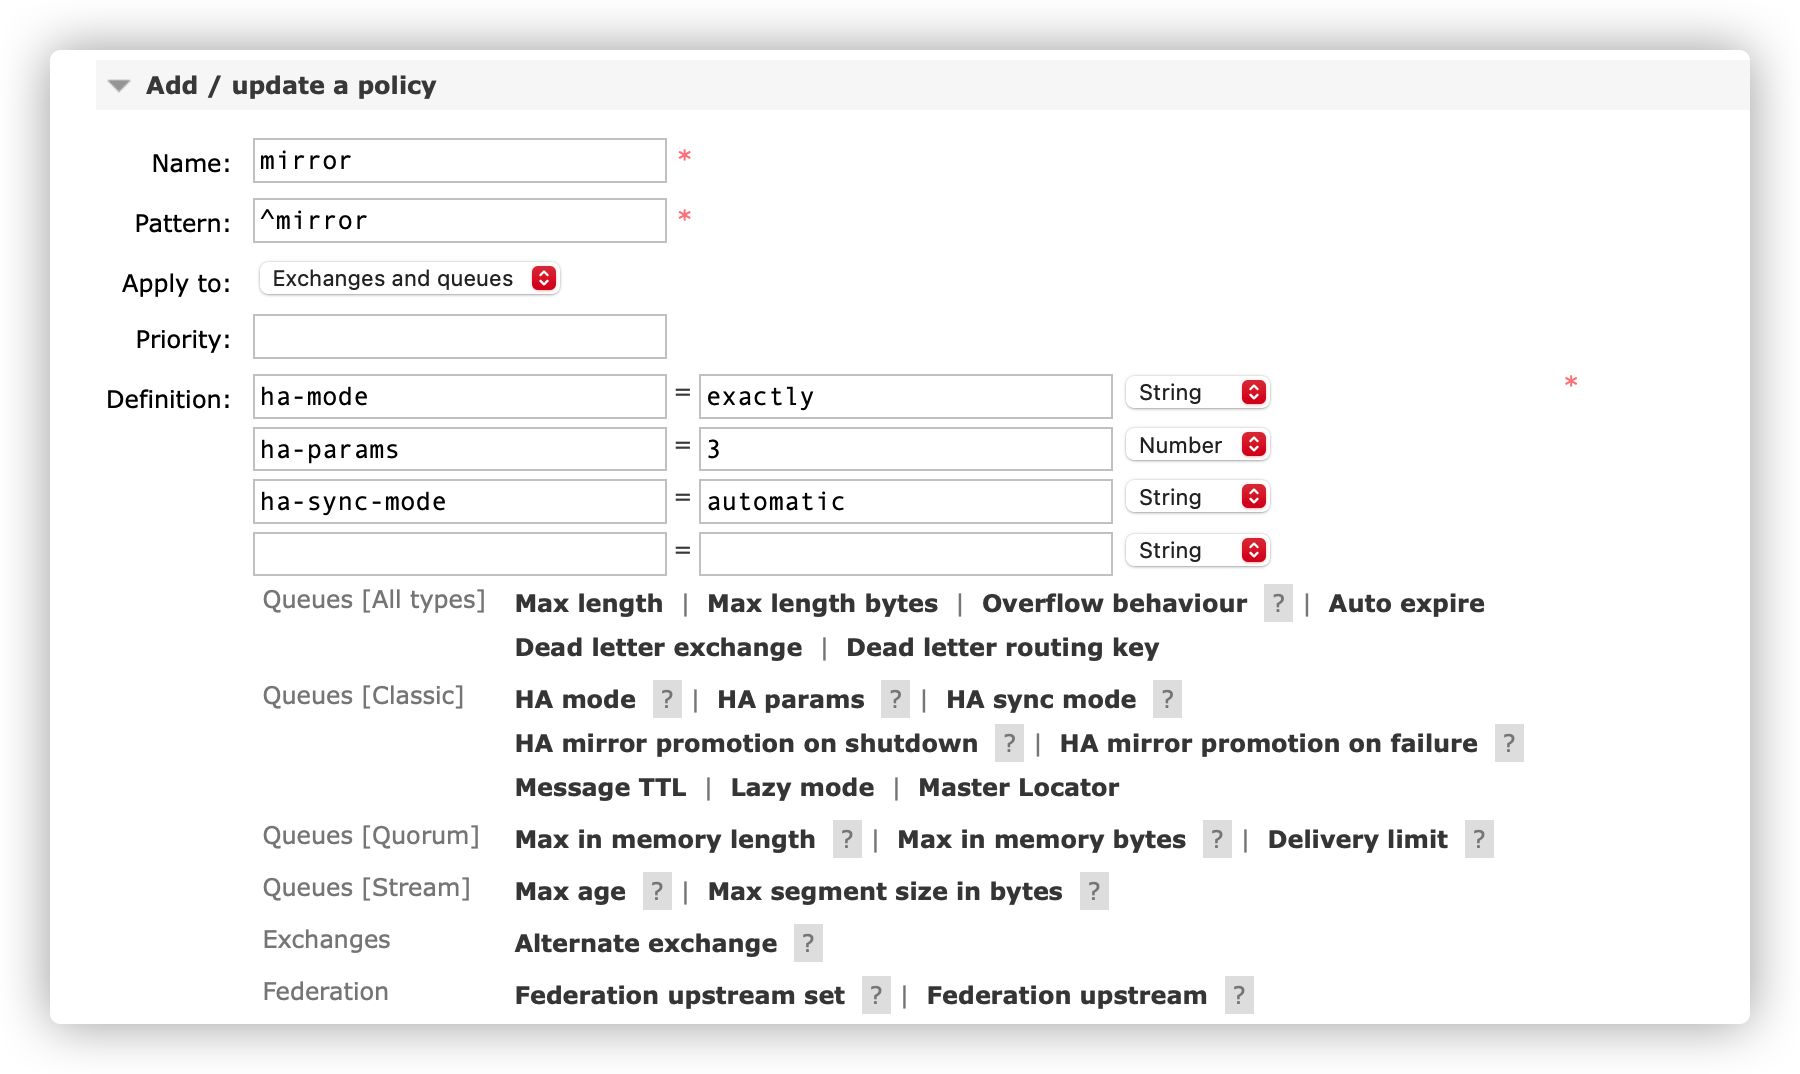 Add / update a policy
Name: mirror *
Pattern: ^mirror *
Apply to: Exchanges and queues
Priority:
Definition: ha-mode = exactly String *
ha-params = 3 Number
ha-sync-mode = automatic String
= String
Queues [All types] Max length | Max length bytes | Overflow behaviour ? | Auto expire
Dead letter exchange | Dead letter routing key
Queues [Classic] HA mode ? | HA params ? | HA sync mode ?
HA mirror promotion on shutdown ? | HA mirror promotion on failure ?
Message TTL | Lazy mode | Master Locator
Queues [Quorum] Max in memory length ? | Max in memory bytes ? | Delivery limit ?
Queues [Stream] Max age ? | Max segment size in bytes ?
Exchanges Alternate exchange ?
Federation Federation upstream set ? | Federation upstream ?